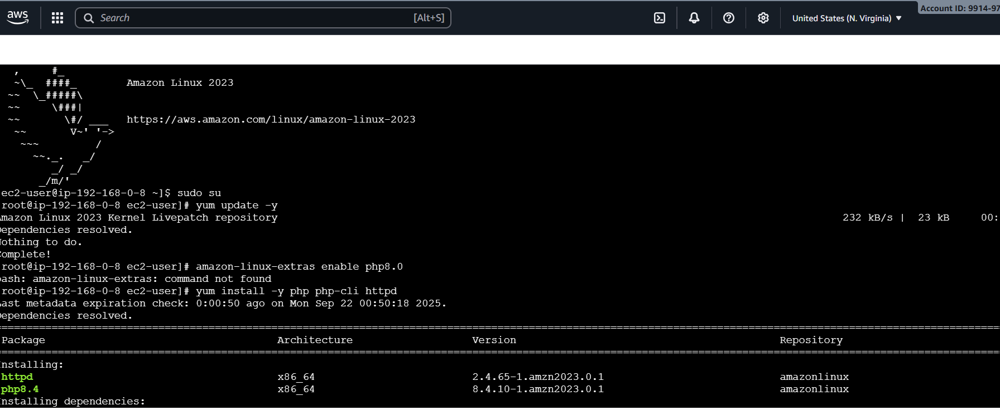 aws
Search [Alt+S]
United States (N. Virginia) ▼
Account ID: 9914-97
   ,     #_
  ~\_  ####_        Amazon Linux 2023
 ~~  \_#####\
 ~~     \###|
 ~~       \#/ ___   https://aws.amazon.com/linux/amazon-linux-2023
  ~~       V~' '->
   ~~~         /
     ~~._.   _/
        _/ _/
      _/m/'
ec2-user@ip-192-168-0-8 ~]$ sudo su
root@ip-192-168-0-8 ec2-user]# yum update -y
mazon Linux 2023 Kernel Livepatch repository 232 kB/s | 23 kB 00:
ependencies resolved.
othing to do.
omplete!
root@ip-192-168-0-8 ec2-user]# amazon-linux-extras enable php8.0
bash: amazon-linux-extras: command not found
root@ip-192-168-0-8 ec2-user]# yum install -y php php-cli httpd
ast metadata expiration check: 0:00:50 ago on Mon Sep 22 00:50:18 2025.
ependencies resolved.
Package Architecture Version Repository
nstalling:
httpd x86_64 2.4.65-1.amzn2023.0.1 amazonlinux
php8.4 x86_64 8.4.10-1.amzn2023.0.1 amazonlinux
nstalling dependencies: